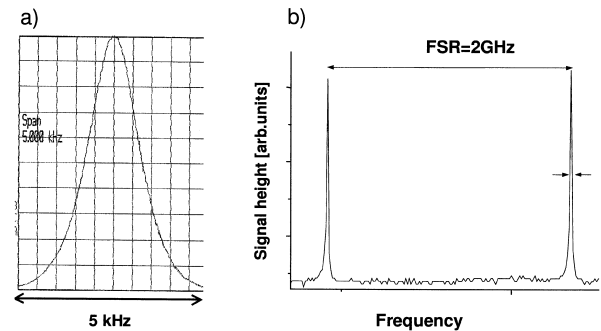 a)
Span
5.000 kHz
5 kHz
b)
FSR=2GHz
Signal height [arb.units]
Frequency